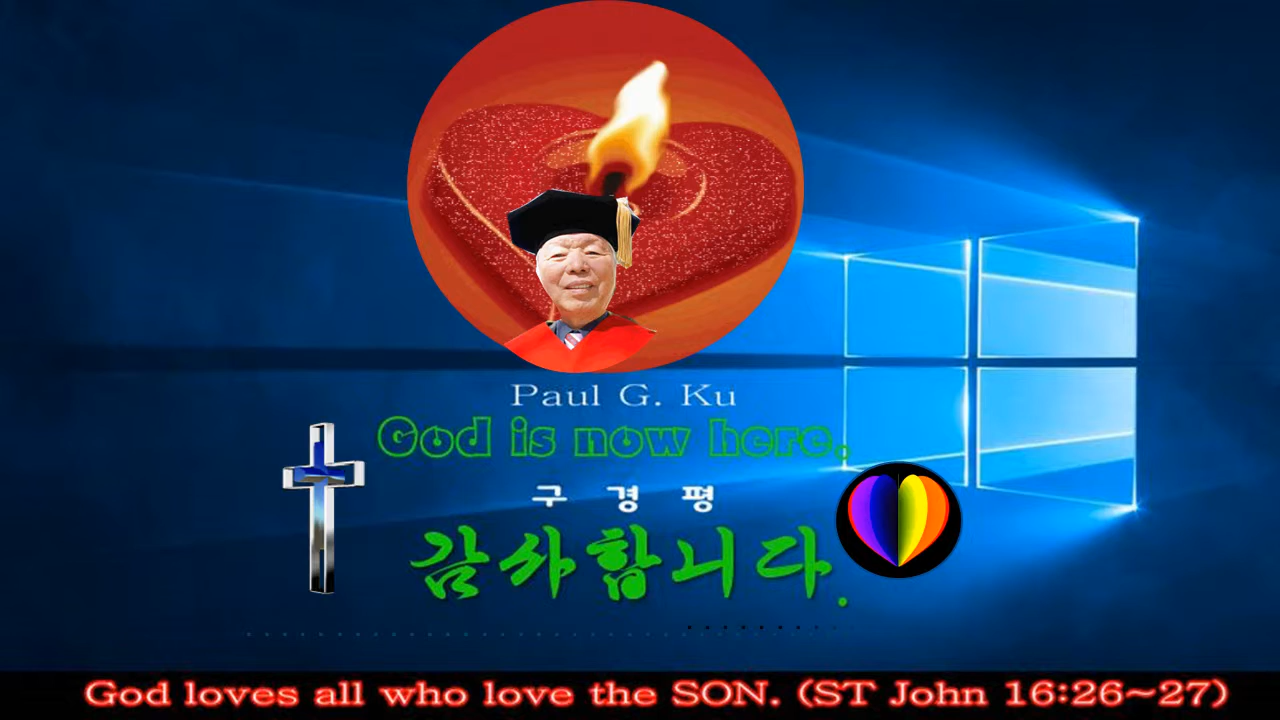 Paul G. Ku
God is now here.
구 경 평
감사합니다.
God loves all who love the SON. (ST John 16:26~27)